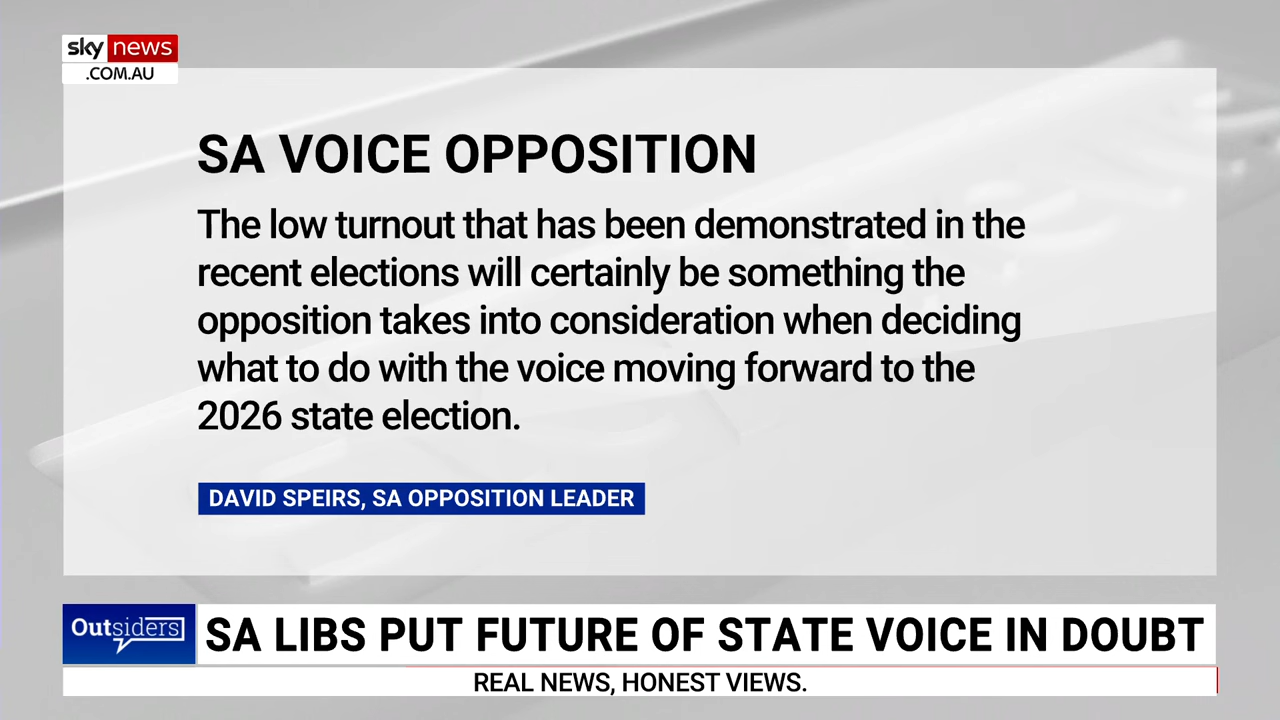 sky news
.COM.AU
SA VOICE OPPOSITION
The low turnout that has been demonstrated in the
recent elections will certainly be something the
opposition takes into consideration when deciding
what to do with the voice moving forward to the
2026 state election.
DAVID SPEIRS, SA OPPOSITION LEADER
Outsiders
SA LIBS PUT FUTURE OF STATE VOICE IN DOUBT
REAL NEWS, HONEST VIEWS.